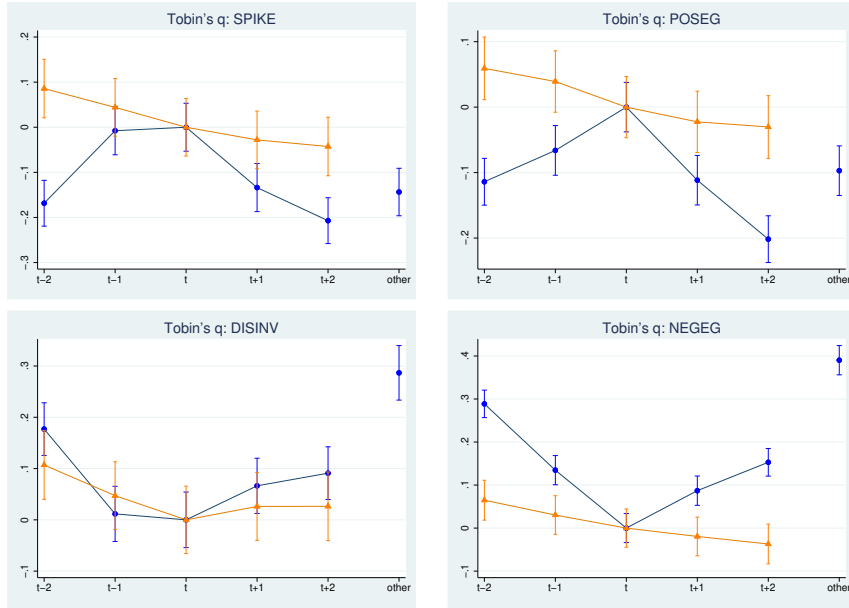 Tobin's q: SPIKE
.2
.1
0
-.1
-.2
-.3
t−2 t−1 t t+1 t+2 other
Tobin's q: POSEG
.1
0
-.1
-.2
t−2 t−1 t t+1 t+2 other
Tobin's q: DISINV
.3
.2
.1
0
-.1
t−2 t−1 t t+1 t+2 other
Tobin's q: NEGEG
.4
.3
.2
.1
0
-.1
t−2 t−1 t t+1 t+2 other